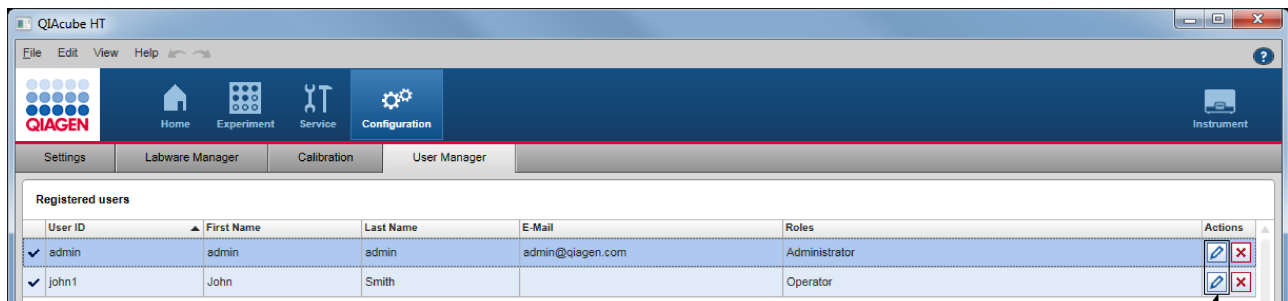 QIAcube HT
File Edit View Help
?
QIAGEN
Home Experiment Service Configuration Instrument
Settings Labware Manager Calibration User Manager
Registered users
User ID First Name Last Name E-Mail Roles Actions
admin admin admin admin@qiagen.com Administrator
john1 John Smith Operator